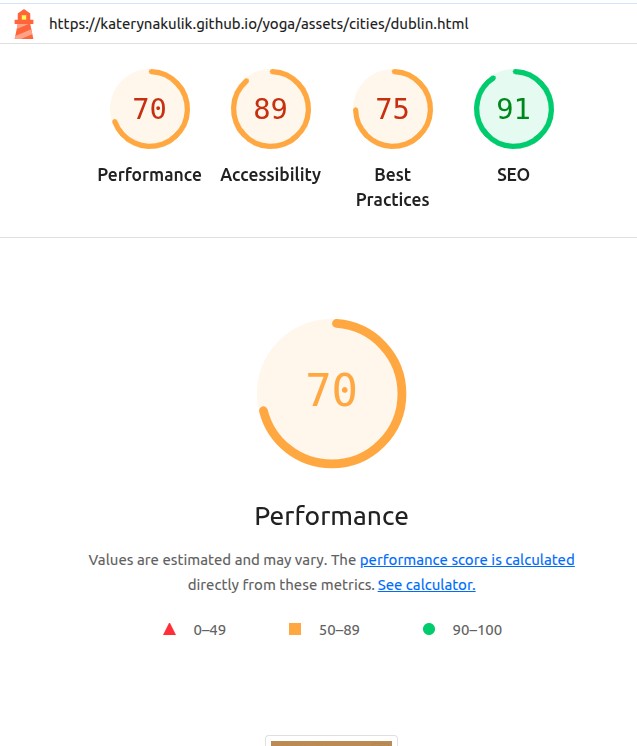 https://katerynakulik.github.io/yoga/assets/cities/dublin.html
70 89 75 91
Performance Accessibility Best Practices SEO
70
Performance
Values are estimated and may vary. The performance score is calculated
directly from these metrics. See calculator.
0–49 50–89 90–100